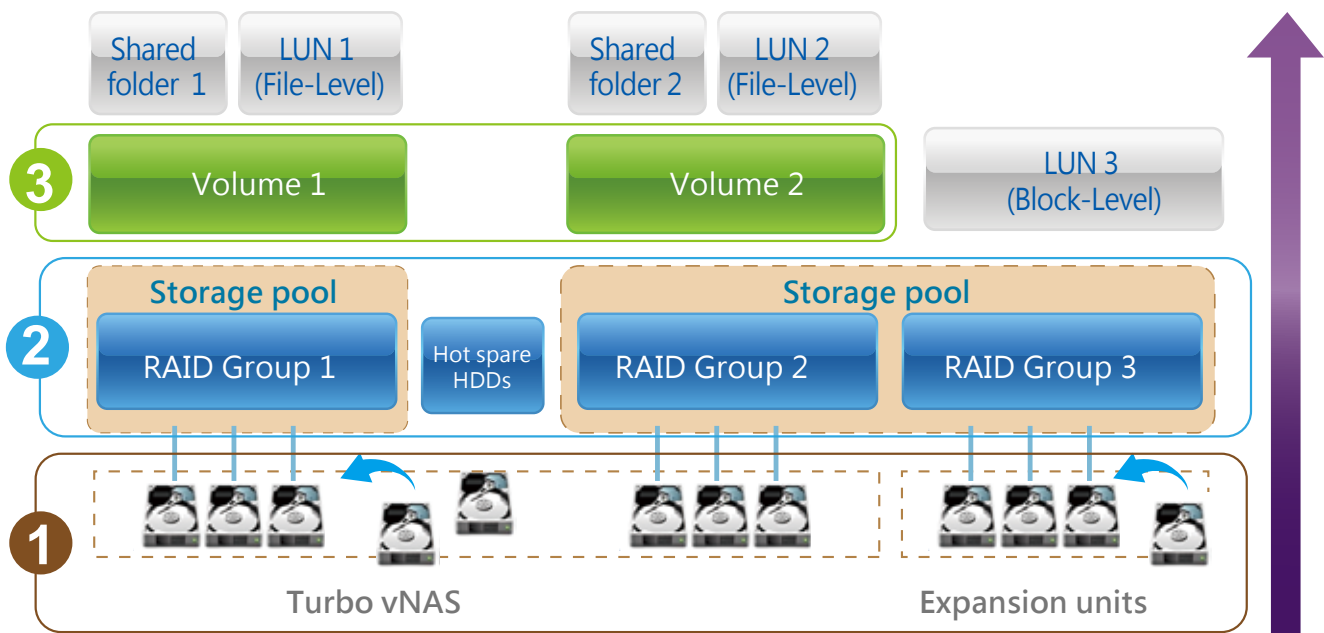 Shared
folder 1
LUN 1
(File-Level)
Shared
folder 2
LUN 2
(File-Level)
3
Volume 1
Volume 2
LUN 3
(Block-Level)
2
Storage pool
Storage pool
RAID Group 1
Hot spare
HDDs
RAID Group 2
RAID Group 3
1
Turbo vNAS
Expansion units